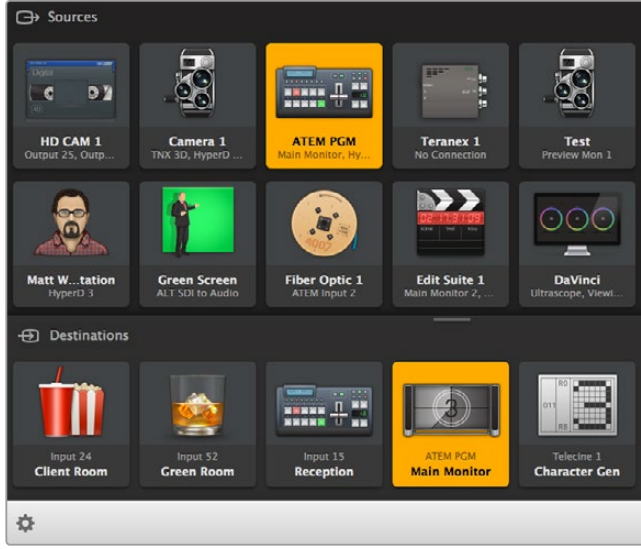 Sources
HD CAM 1
Output 25, Outp...
Camera 1
TNX 3D, HyperD ...
ATEM PGM
Main Monitor, Hy...
Teranex 1
No Connection
Test
Preview Mon 1
Matt W...tation
HyperD 3
Green Screen
ALT SDI to Audio
4007
Fiber Optic 1
ATEM Input 2
02 17:31:09
Edit Suite 1
Main Monitor 2, ...
DaVinci
Ultrascope, Viewi...
Destinations
Input 24
Client Room
Input 52
Green Room
Input 15
Reception
3
ATEM PGM
Main Monitor
R0
011
R8
Telecine 1
Character Gen